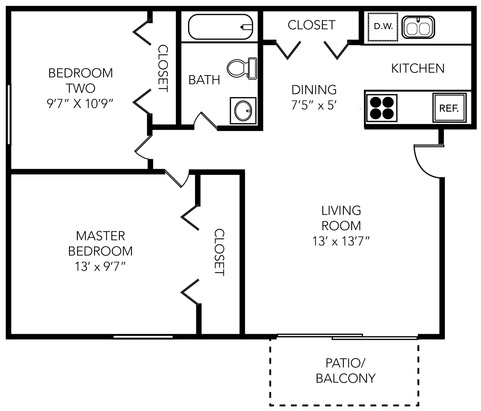 BEDROOM
TWO
9'7" X 10'9"
CLOSET
BATH
CLOSET
D.W.
KITCHEN
DINING
7'5" x 5'
REF.
MASTER
BEDROOM
13' x 9'7"
CLOSET
LIVING
ROOM
13' x 13'7"
PATIO/
BALCONY